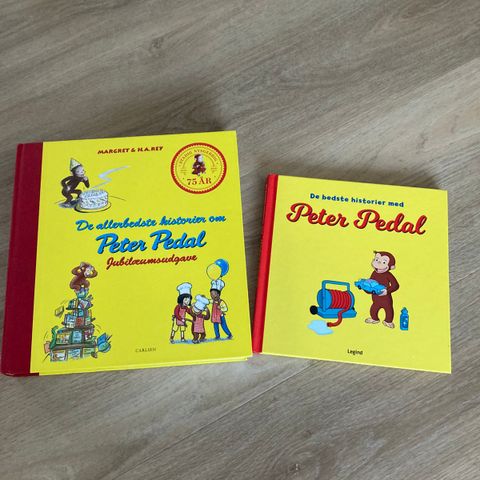 MARGRET & H.A. REY
75 ÅR
De allerbedste historier om
Peter Pedal
Jubilæumsudgave
CARLSEN
De bedste historier med
Peter Pedal
Legind